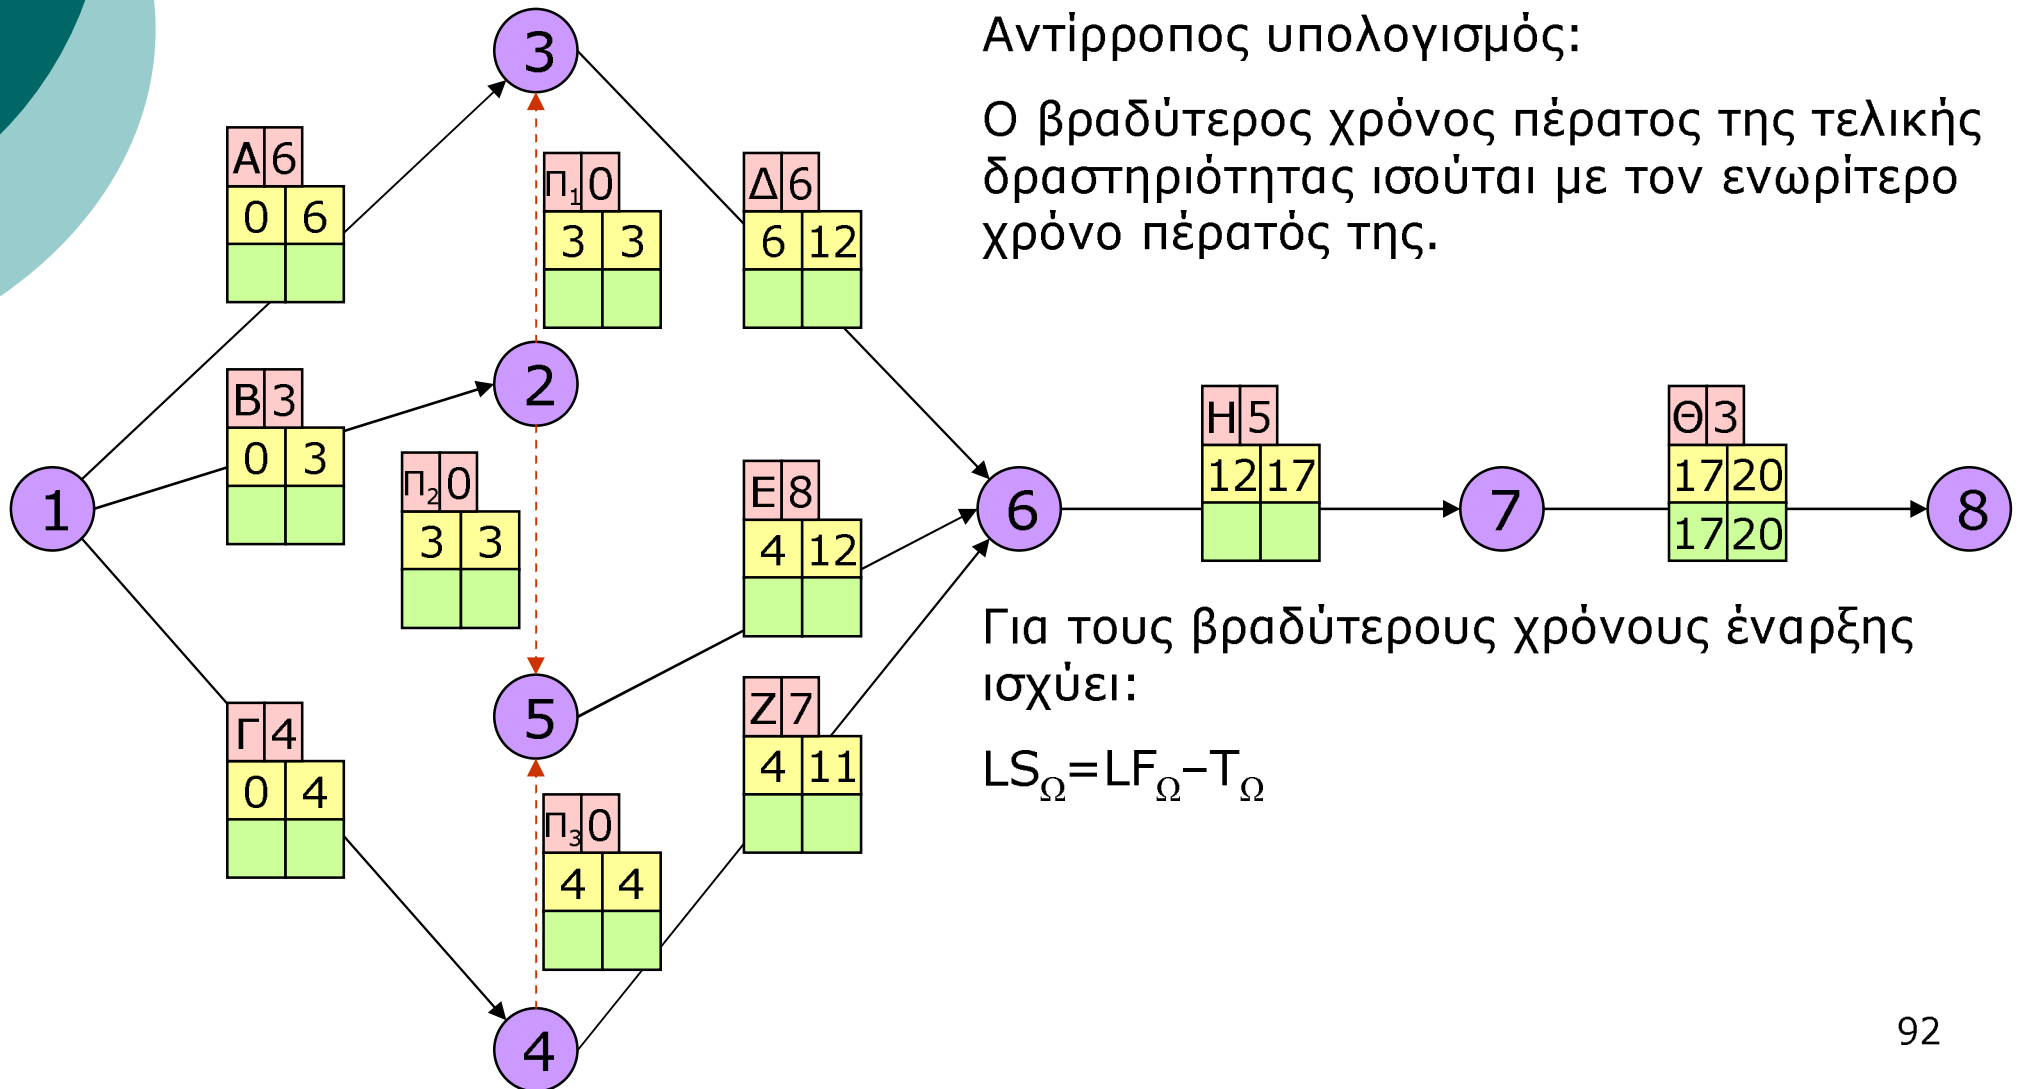 Αντίρροπος υπολογισμός:
Ο βραδύτερος χρόνος πέρατος της τελικής
δραστηριότητας ισούται με τον ενωρίτερο
χρόνο πέρατός της.
3
Α 6
0 6
Π1 0
3 3
Δ 6
6 12
Β 3
0 3
2
Π2 0
3 3
1
Ε 8
4 12
6
Η 5
12 17
7
Θ 3
17 20
17 20
8
Για τους βραδύτερους χρόνους έναρξης
ισχύει:
LSΩ=LFΩ–TΩ
Γ 4
0 4
5
Ζ 7
4 11
Π3 0
4 4
4
92